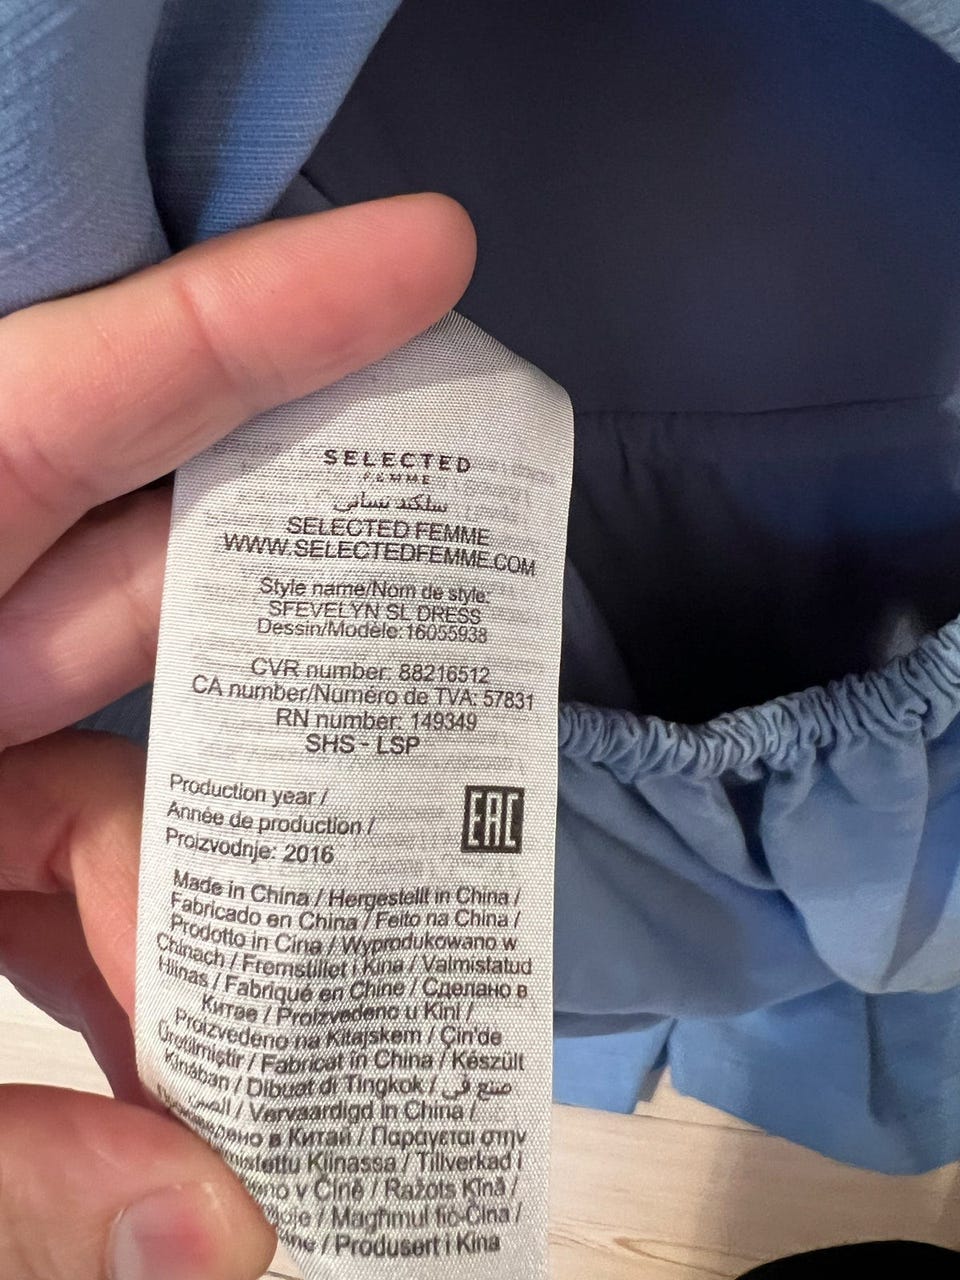 SELECTED
FEMME
سلكتد نسائي
SELECTED FEMME
WWW.SELECTEDFEMME.COM
Style name/Nom de style:
SFEVELYN SL DRESS
Dessin/Modèle:16055938
CVR number: 88216512
CA number/Numéro de TVA: 57831
RN number: 149349
SHS - LSP
Production year /
Année de production /
Proizvodnje: 2016
EAC
Made in China / Hergestellt in China /
Fabricado en China / Feito na China /
Prodotto in Cina / Wyprodukowano w
Chinach / Fremstillet i Kina / Valmistatud
Hiinas / Fabriqué en Chine / Сделано в
Китае / Proizvedeno u Kini /
Proizvedeno na Kitajskem / Çin'de
Üretilmiştir / Fabricat in China / Készült
Kínában / Dibuat di Tingkok / صنع في
الصين / Vervaardigd in China /
в Китай / Παράγεται στην
Kiinassa / Tillverkad i
v Číně / Ražots Ķīnā /
/ Magħmul fiċ-Ċina /
/ Produsert i Kina